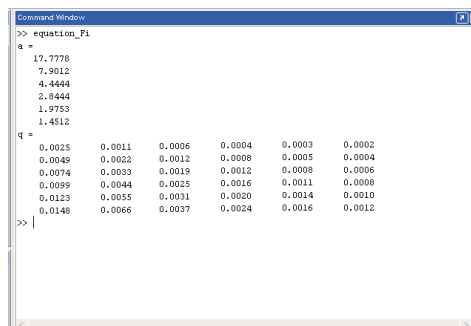 Command Window
>> equation_Fi
a =
17.7778
7.9012
4.4444
2.8444
1.9753
1.4512
q =
0.0025 0.0011 0.0006 0.0004 0.0003 0.0002
0.0049 0.0022 0.0012 0.0008 0.0005 0.0004
0.0074 0.0033 0.0019 0.0012 0.0008 0.0006
0.0099 0.0044 0.0025 0.0016 0.0011 0.0008
0.0123 0.0055 0.0031 0.0020 0.0014 0.0010
0.0148 0.0066 0.0037 0.0024 0.0016 0.0012
>>